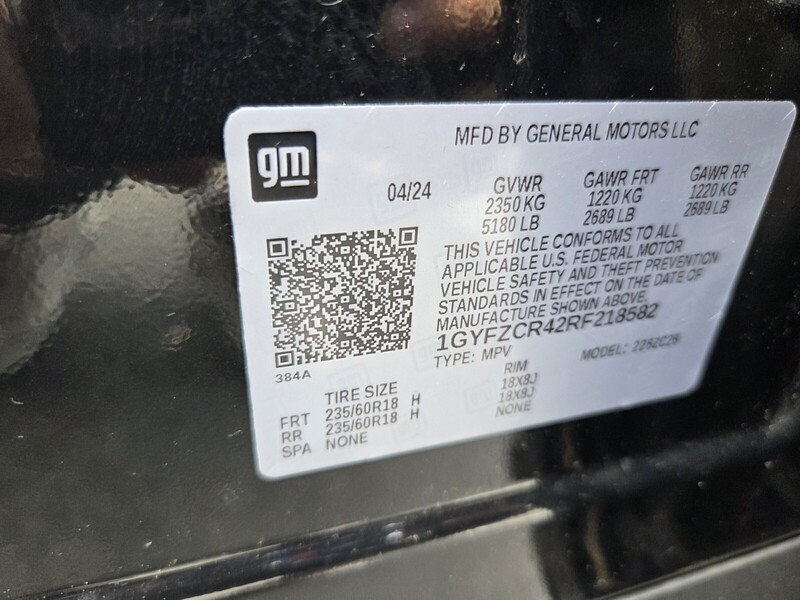 gm
MFD BY GENERAL MOTORS LLC
04/24
GVWR
2350 KG
5180 LB
GAWR FRT
1220 KG
2689 LB
GAWR RR
1220 KG
2689 LB
THIS VEHICLE CONFORMS TO ALL
APPLICABLE U.S. FEDERAL MOTOR
VEHICLE SAFETY AND THEFT PREVENTION
STANDARDS IN EFFECT ON THE DATE OF
MANUFACTURE SHOWN ABOVE.
1GYFZCR42RF218582
TYPE: MPV
MODEL:
384A
TIRE SIZE
RIM
FRT 235/60R18 H 18X8J
RR 235/60R18 H 18X8J
SPA NONE NONE